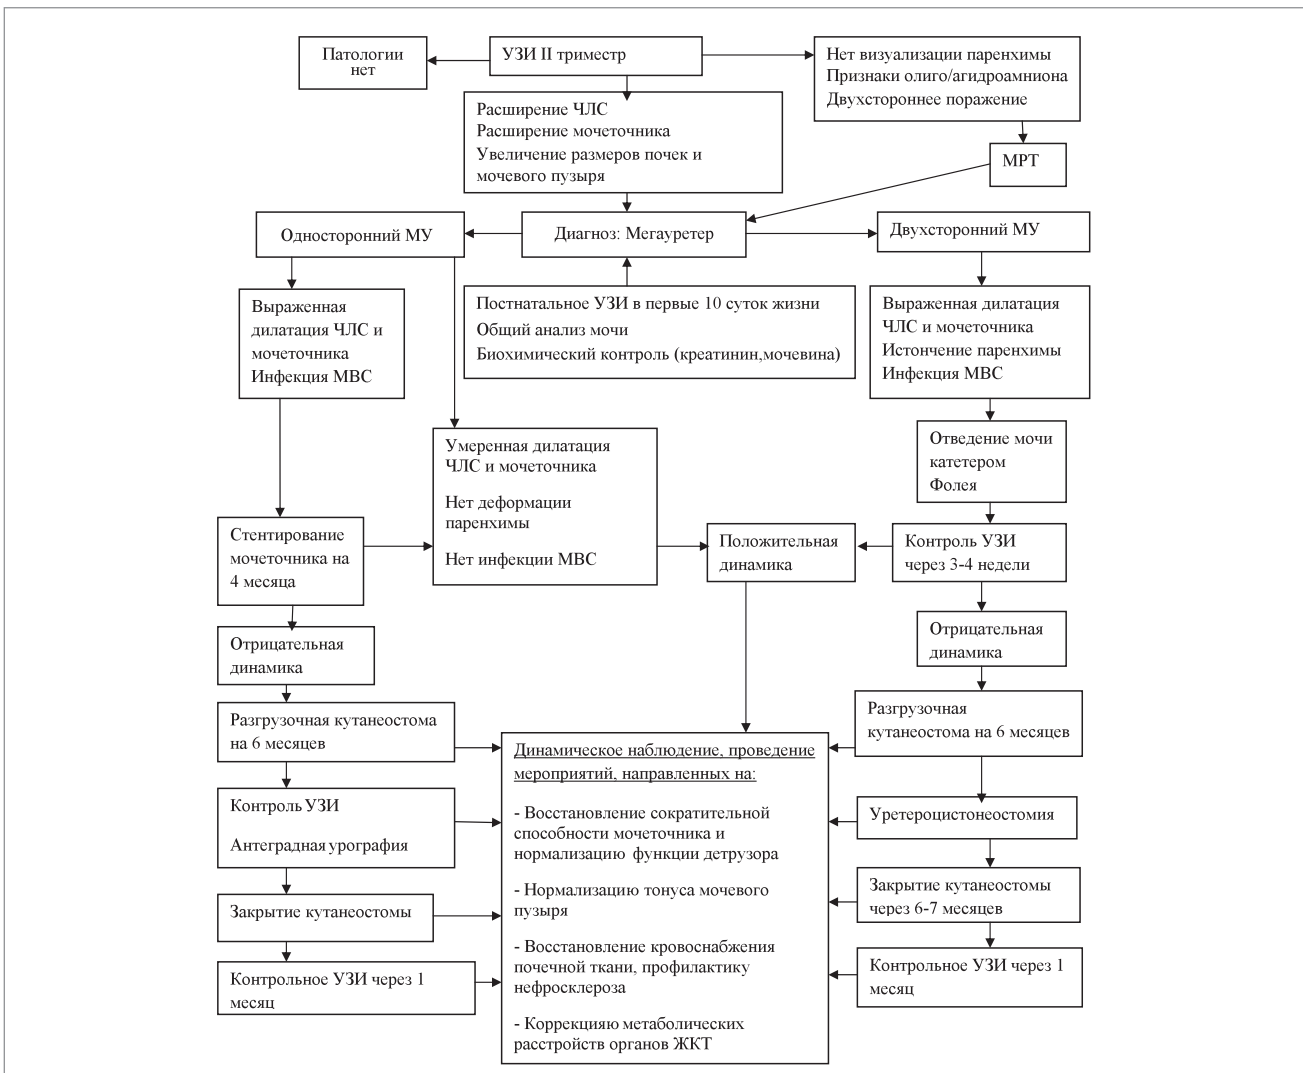 Патологии
нет
УЗИ II триместр
Нет визуализации паренхимы
Признаки олиго/агидроамниона
Двухстороннее поражение
Расширение ЧЛС
Расширение мочеточника
Увеличение размеров почек и
мочевого пузыря
МРТ
Односторонний МУ
Диагноз: Мегауретер
Двухсторонний МУ
Выраженная
дилатация ЧЛС и
мочеточника
Инфекция МВС
Постнатальное УЗИ в первые 10 суток жизни
Общий анализ мочи
Биохимический контроль (креатинин,мочевина)
Выраженная дилатация
ЧЛС и мочеточника
Истончение паренхимы
Инфекция МВС
Умеренная дилатация
ЧЛС и мочеточника
Нет деформации
паренхимы
Нет инфекции МВС
Отведение мочи
катетером
Фолея
Стентирование
мочеточника на
4 месяца
Положительная
динамика
Контроль УЗИ
через 3-4 недели
Отрицательная
динамика
Отрицательная
динамика
Разгрузочная кутанеостома
на 6 месяцев
Разгрузочная
кутанеостома на 6 месяцев
Динамическое наблюдение, проведение
мероприятий, направленных на:
- Восстановление сократительной
способности мочеточника и
нормализацию функции детрузора
- Нормализацию тонуса мочевого
пузыря
- Восстановление кровоснабжения
почечной ткани, профилактику
нефросклероза
- Коррекцияю метаболических
расстройств органов ЖКТ
Контроль УЗИ
Антеградная урография
Уретероцистонеостомия
Закрытие кутанеостомы
Закрытие кутанеостомы
через 6-7 месяцев
Контрольное УЗИ через 1
месяц
Контрольное УЗИ через 1
месяц